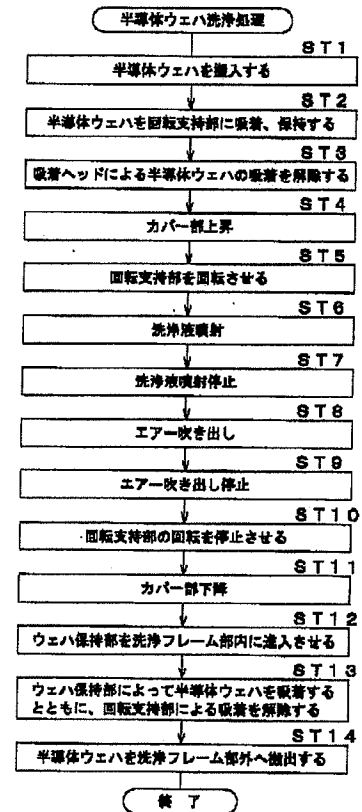 半導体ウェハ洗浄処理
ST1
半導体ウェハを搬入する
ST2
半導体ウェハを回転支持部に吸着、保持する
ST3
吸着ヘッドによる半導体ウェハの吸着を解除する
ST4
カバー部上昇
ST5
回転支持部を回転させる
ST6
洗浄液噴射
ST7
洗浄液噴射停止
ST8
エアー吹き出し
ST9
エアー吹き出し停止
ST10
回転支持部の回転を停止させる
ST11
カバー部下降
ST12
ウェハ保持部を洗浄フレーム部内に進入させる
ST13
ウェハ保持部によって半導体ウェハを吸着する
とともに、回転支持部による吸着を解除する
ST14
半導体ウェハを洗浄フレーム部外へ搬出する
終了